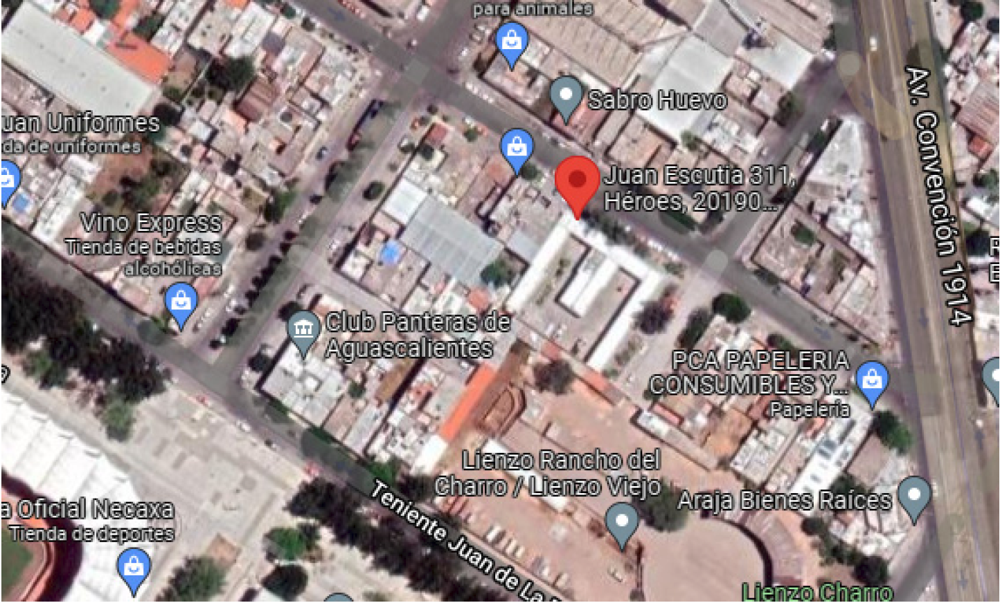 para animales
Sabro Huevo
Av. Convención 1914
uan Uniformes
da de uniformes
Juan Escutia 311,
Héroes, 20190...
Vino Express
Tienda de bebidas
alcohólicas
Club Panteras de
Aguascalientes
PCA PAPELERIA
CONSUMIBLES Y...
Papelería
Lienzo Rancho del
Charro / Lienzo Viejo
Araja Bienes Raíces
Teniente Juan de La
a Oficial Necaxa
Tienda de deportes
Lienzo Charro